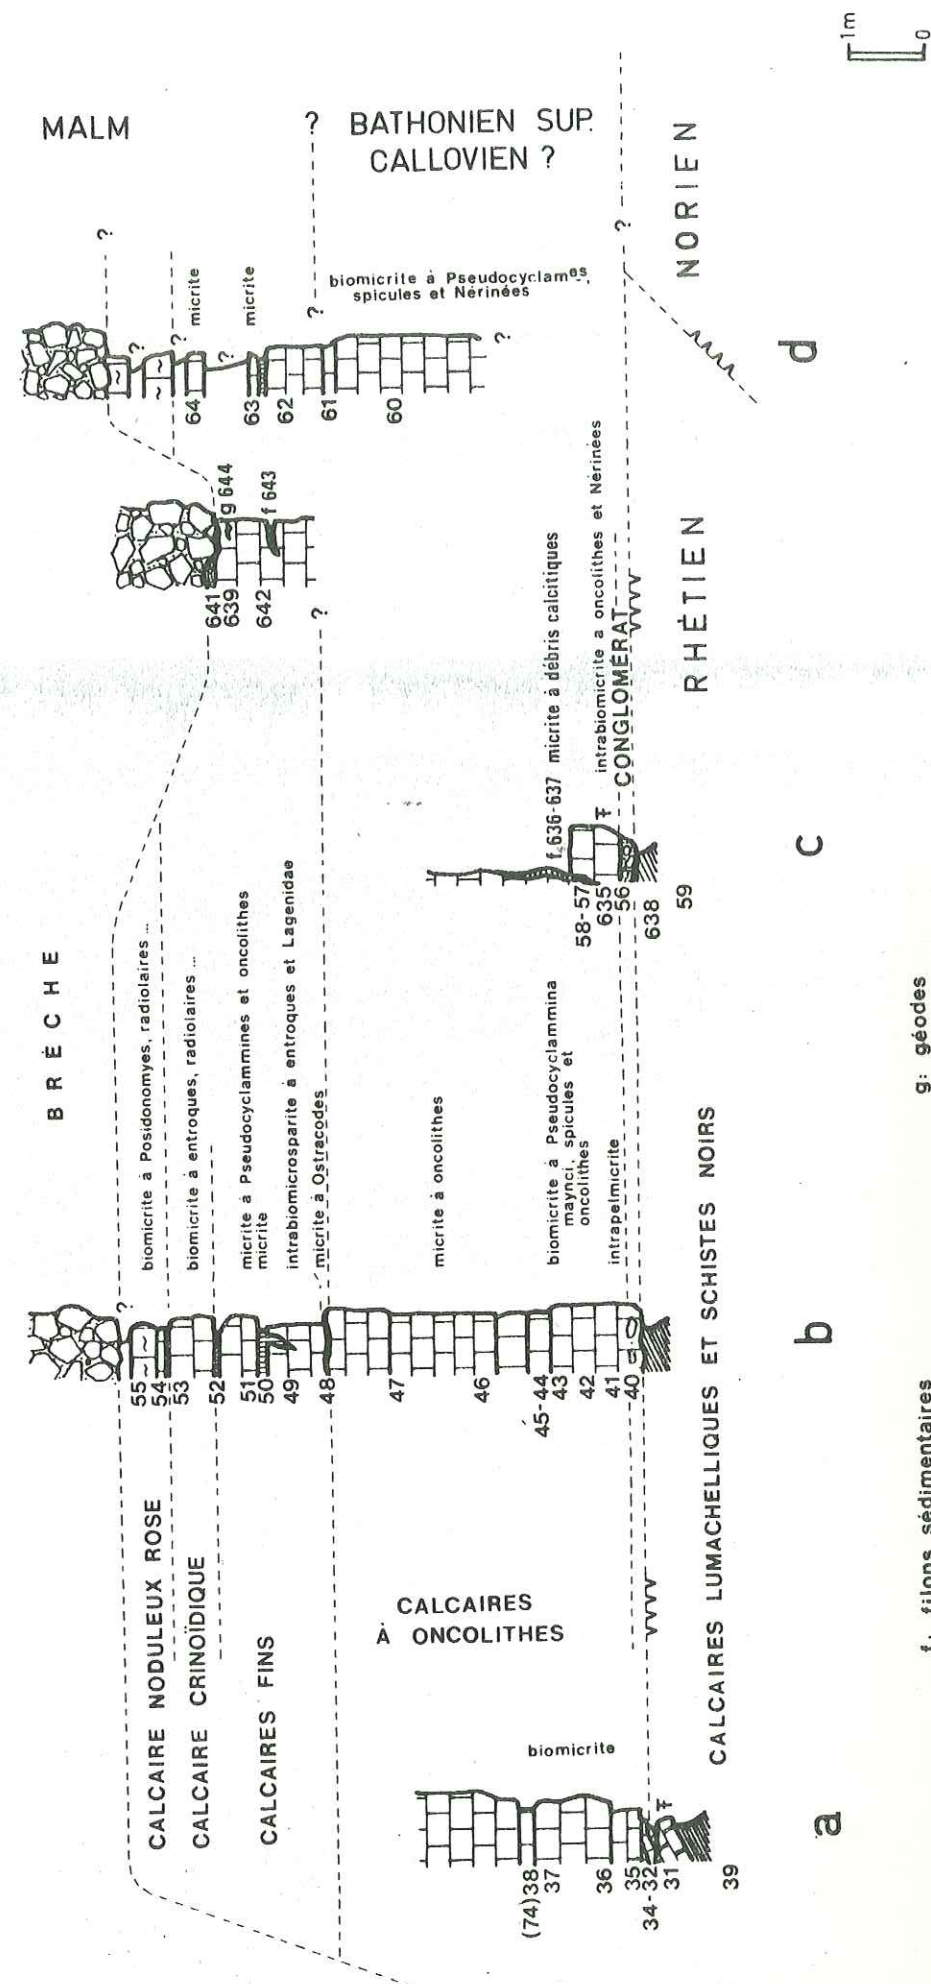 BRÈCHE
MALM
?
?
BATHONIEN SUP.
CALLOVIEN ?
NORIEN
RHÉTIEN
CALCAIRE NODULEUX ROSE
CALCAIRE CRINOÏDIQUE
CALCAIRES FINS
CALCAIRES
À ONCOLITHES
CALCAIRES LUMACHELLIQUES ET SCHISTES NOIRS
biomicrite
(74)38
37
36
35
34-32
31
39
a
?
55
54
53
52
51
50
49
48
47
46
45-44
43
42
41
40
b
biomicrite à Posidonomyes, radiolaires ...
biomicrite à entroques, radiolaires ...
micrite à Pseudocyclammines et oncolithes
micrite
intrabiomicrosparite à entroques et Lagenidae
micrite à Ostracodes
micrite à oncolithes
biomicrite à Pseudocyclammina
maynci, spicules et
oncolithes
intrapelmicrite
f.636-637 micrite à débris calcitiques
intrabiomicrite a oncolithes et Nérinées
CONGLOMÉRAT
58-57
635
56
638
59
c
641
639
642
g 644
f 643
?
?
?
?
micrite
micrite
64
63
62
61
60
?
biomicrite à Pseudocyclames,
spicules et Nérinées
?
?
d
1m
0
f: filons sédimentaires
g: géodes